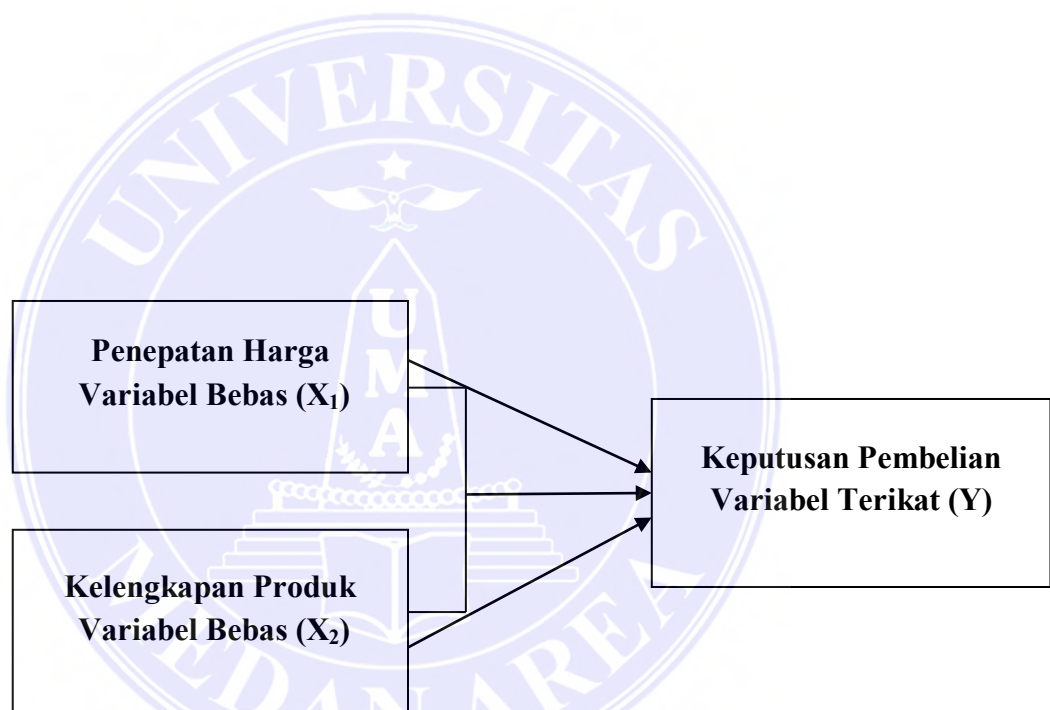 UNIVERSITAS
UMA
Penepatan Harga
Variabel Bebas (X₁)
Keputusan Pembelian
Variabel Terikat (Y)
Kelengkapan Produk
Variabel Bebas (X₂)
MEDAN AREA